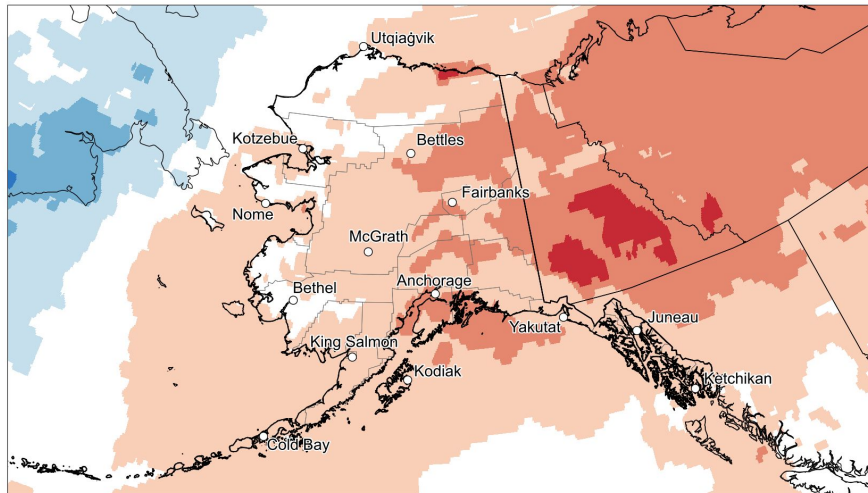 Utqiaġvik
Kotzebue
Bettles
Nome
Fairbanks
McGrath
Anchorage
Bethel
Yakutat
Juneau
King Salmon
Kodiak
Ketchikan
Cold Bay